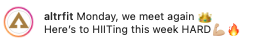 altrfit Monday, we meet again 👑
Here's to HIITing this week HARD💪🏼🔥